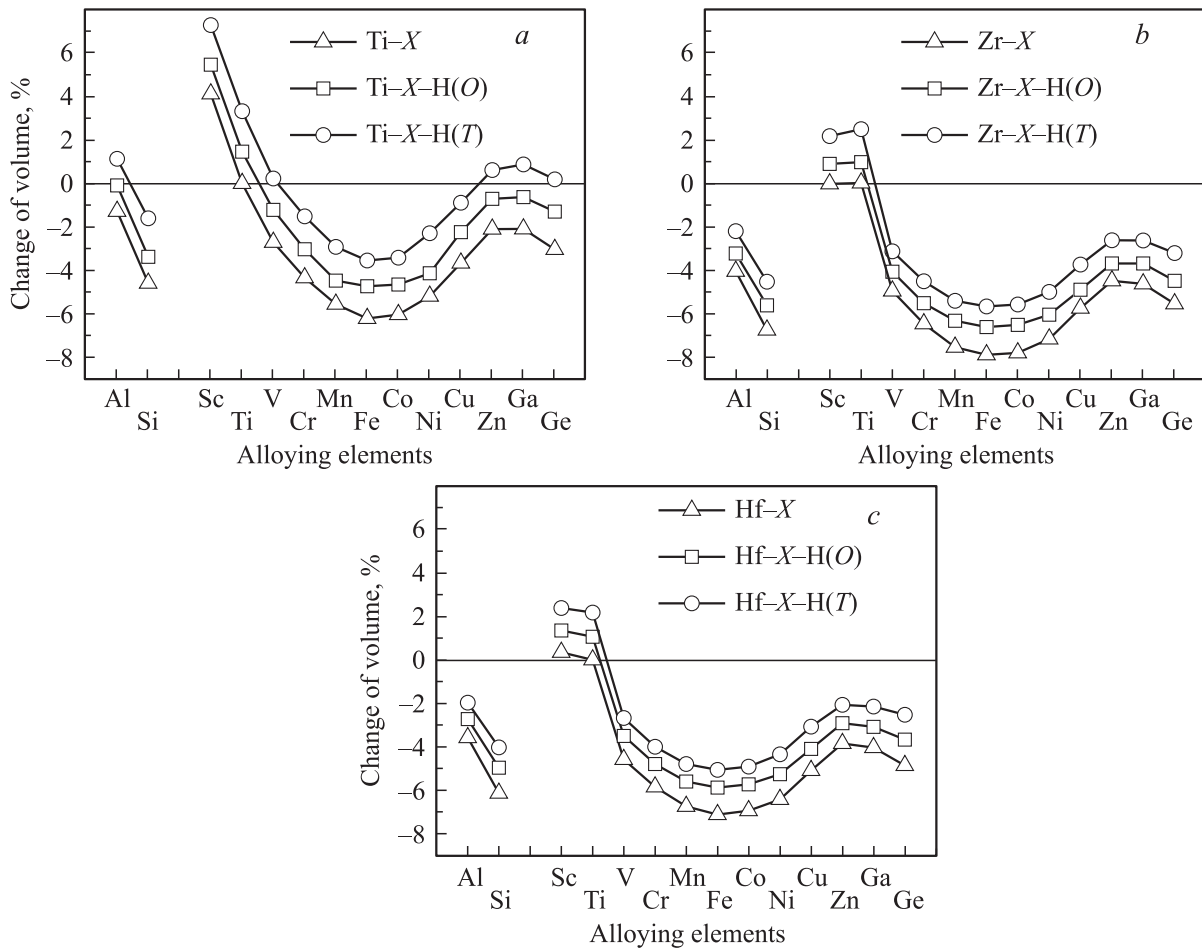 a
Ti–X
Ti–X–H(O)
Ti–X–H(T)
Change of volume, %
6
4
2
0
–2
–4
–6
–8
Al Sc V Mn Co Cu Ga
Si Ti Cr Fe Ni Zn Ge
Alloying elements
b
Zr–X
Zr–X–H(O)
Zr–X–H(T)
Change of volume, %
6
4
2
0
–2
–4
–6
–8
Al Sc V Mn Co Cu Ga
Si Ti Cr Fe Ni Zn Ge
Alloying elements
c
Hf–X
Hf–X–H(O)
Hf–X–H(T)
Change of volume, %
6
4
2
0
–2
–4
–6
–8
Al Sc V Mn Co Cu Ga
Si Ti Cr Fe Ni Zn Ge
Alloying elements